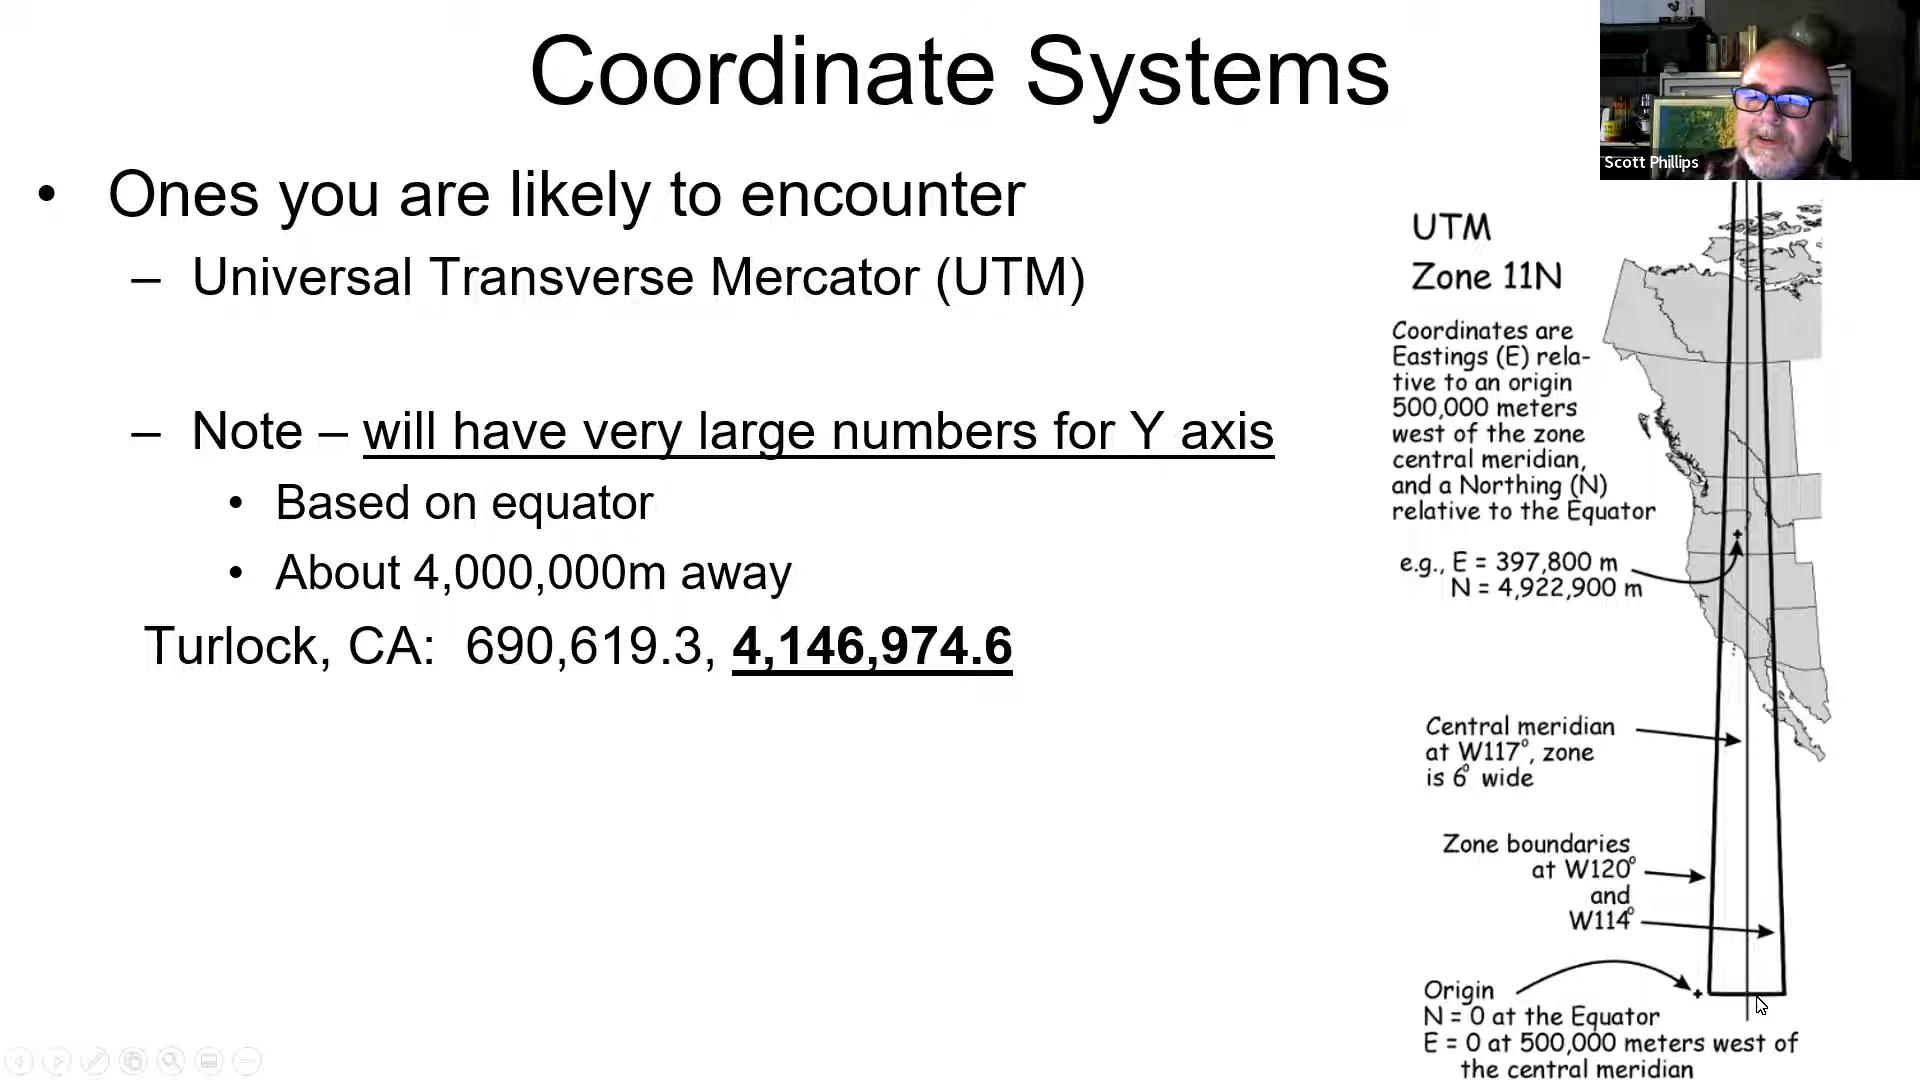 Coordinate Systems
• Ones you are likely to encounter
– Universal Transverse Mercator (UTM)
– Note – will have very large numbers for Y axis
• Based on equator
• About 4,000,000m away
Turlock, CA: 690,619.3, 4,146,974.6
Scott Phillips
UTM
Zone 11N
Coordinates are
Eastings (E) rela-
tive to an origin
500,000 meters
west of the zone
central meridian,
and a Northing (N)
relative to the Equator
e.g., E = 397,800 m
N = 4,922,900 m
Central meridian
at W117°, zone
is 6° wide
Zone boundaries
at W120°
and
W114°
Origin
N = 0 at the Equator
E = 0 at 500,000 meters west of
the central meridian